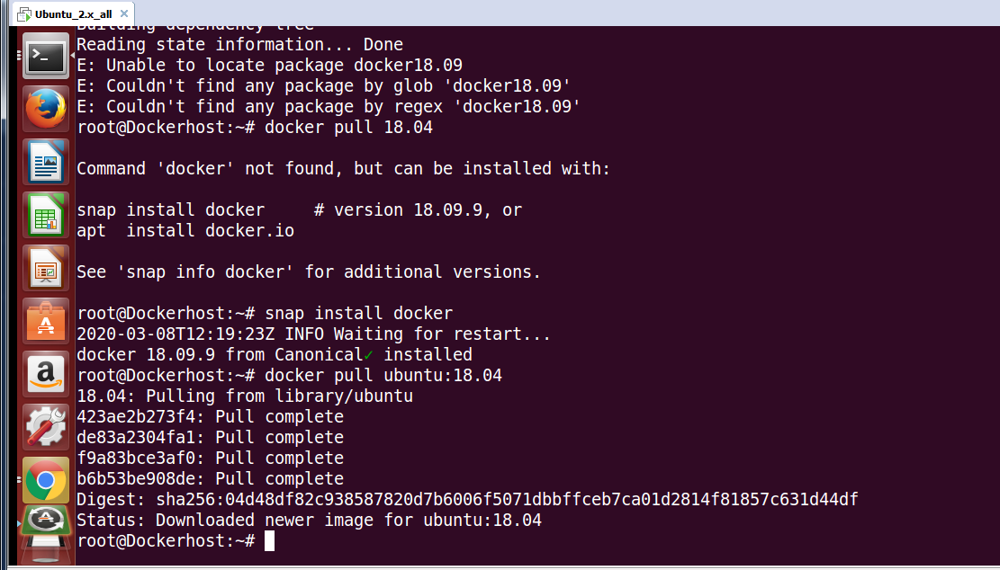 Ubuntu_2.x_all
Building dependency tree
Reading state information... Done
E: Unable to locate package docker18.09
E: Couldn't find any package by glob 'docker18.09'
E: Couldn't find any package by regex 'docker18.09'
root@Dockerhost:~# docker pull 18.04
Command 'docker' not found, but can be installed with:
snap install docker     # version 18.09.9, or
apt  install docker.io
See 'snap info docker' for additional versions.
root@Dockerhost:~# snap install docker
2020-03-08T12:19:23Z INFO Waiting for restart...
docker 18.09.9 from Canonical✓ installed
root@Dockerhost:~# docker pull ubuntu:18.04
18.04: Pulling from library/ubuntu
423ae2b273f4: Pull complete
de83a2304fa1: Pull complete
f9a83bce3af0: Pull complete
b6b53be908de: Pull complete
Digest: sha256:04d48df82c938587820d7b6006f5071dbbffceb7ca01d2814f81857c631d44df
Status: Downloaded newer image for ubuntu:18.04
root@Dockerhost:~#